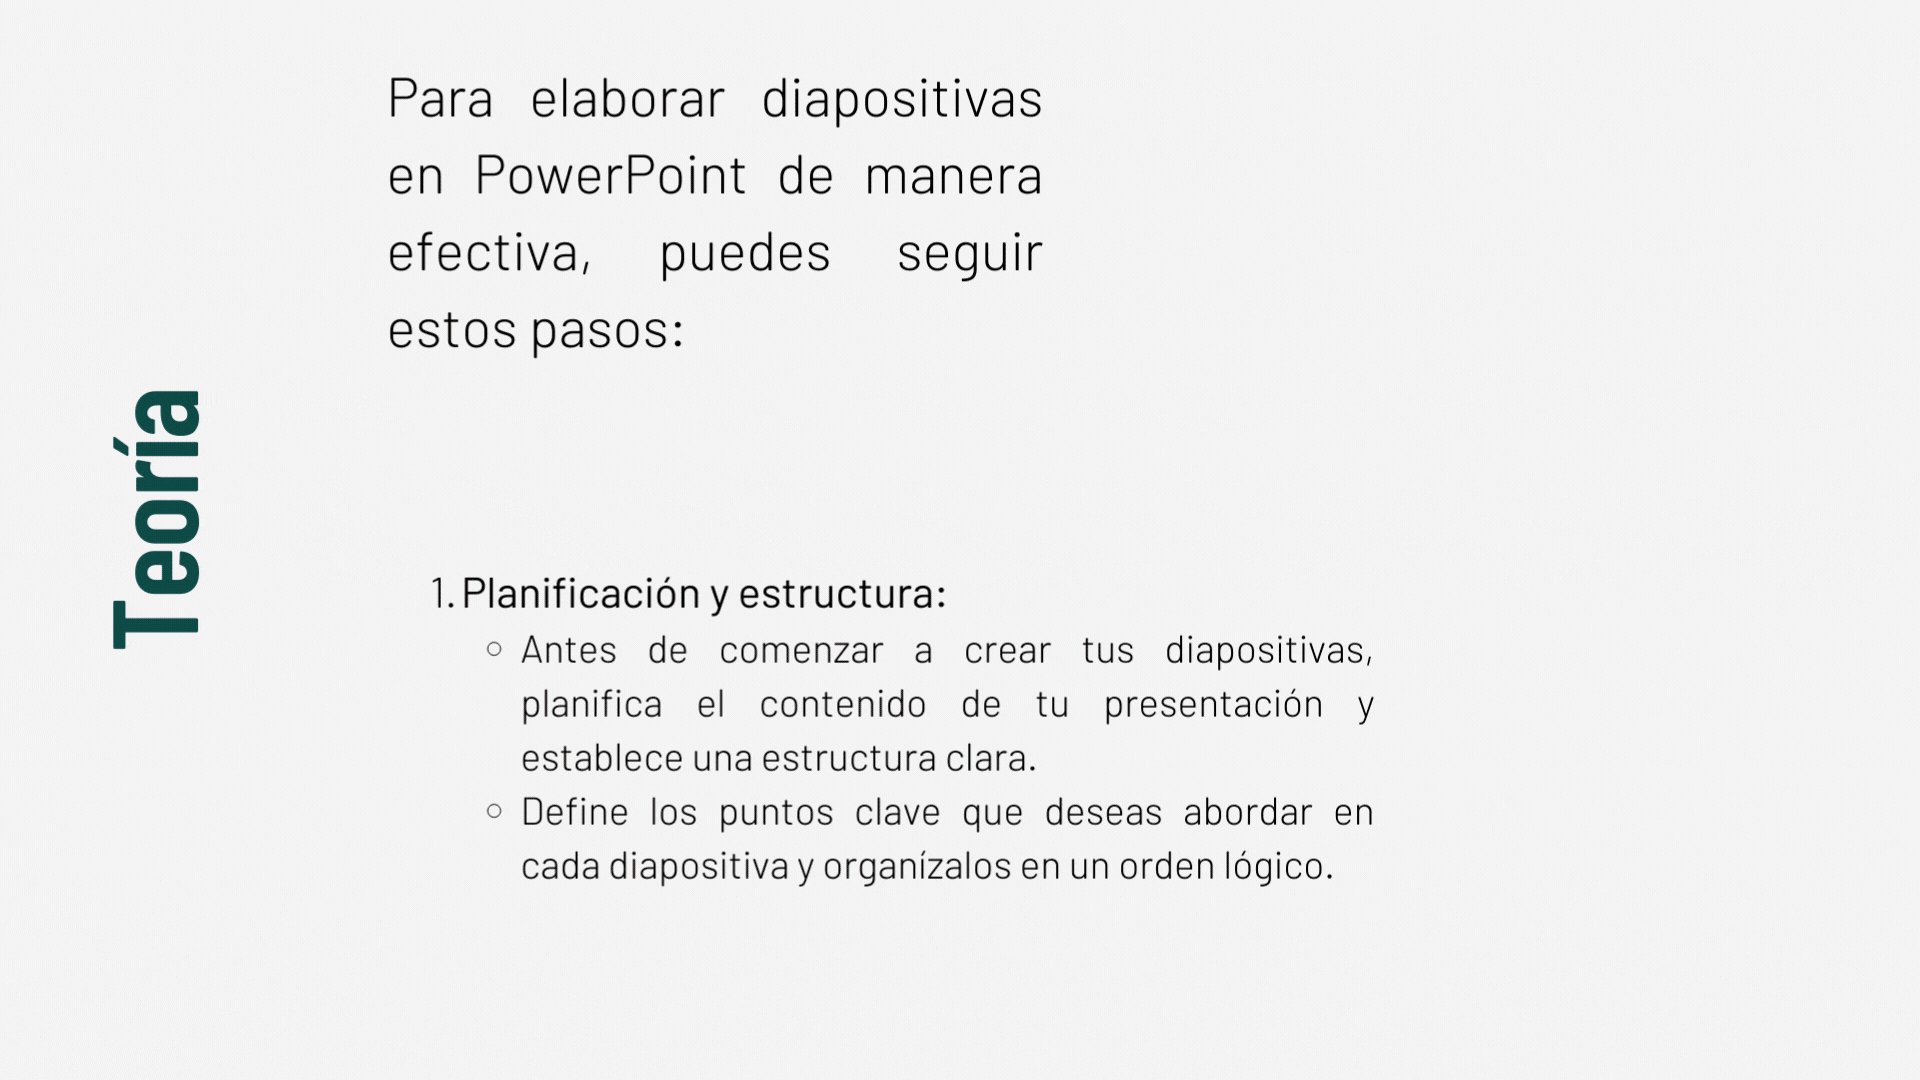 Teoría
Para elaborar diapositivas
en PowerPoint de manera
efectiva, puedes seguir
estos pasos:
1. Planificación y estructura:
○ Antes de comenzar a crear tus diapositivas,
planifica el contenido de tu presentación y
establece una estructura clara.
○ Define los puntos clave que deseas abordar en
cada diapositiva y organízalos en un orden lógico.